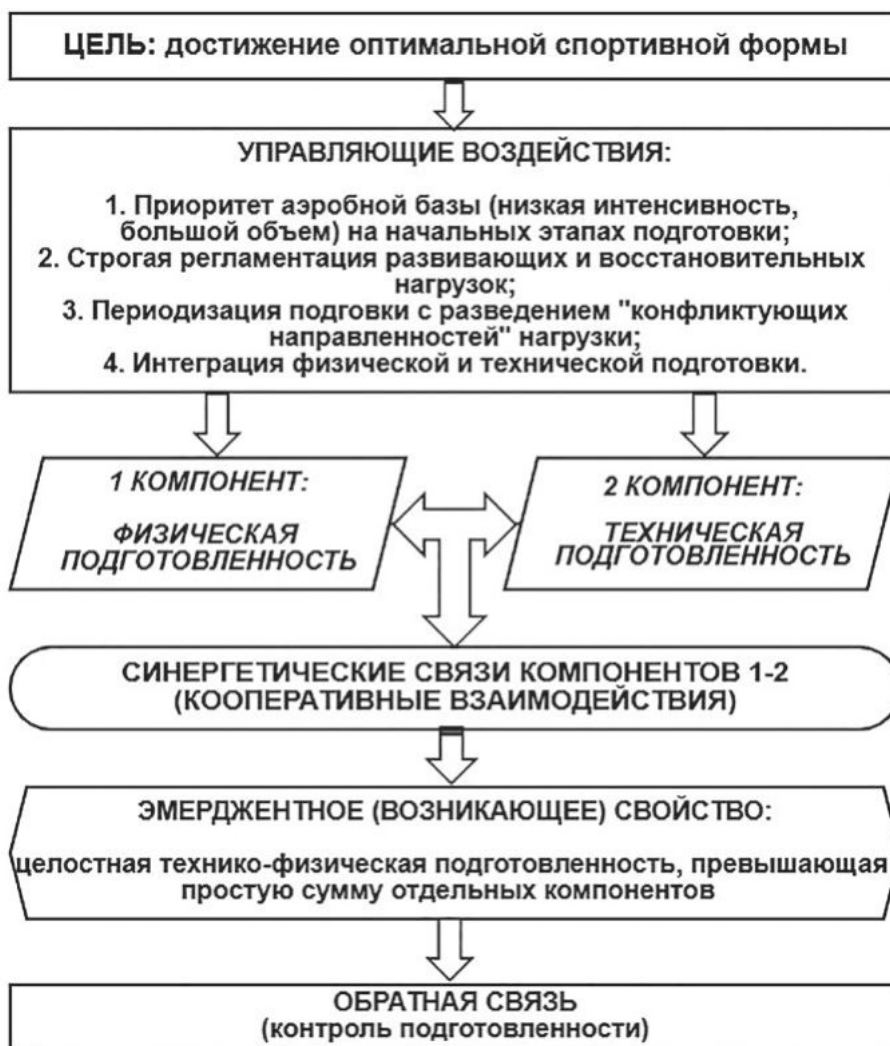 ЦЕЛЬ: достижение оптимальной спортивной формы
УПРАВЛЯЮЩИЕ ВОЗДЕЙСТВИЯ:
1. Приоритет аэробной базы (низкая интенсивность,
большой объем) на начальных этапах подготовки;
2. Строгая регламентация развивающих и восстановительных
нагрузок;
3. Периодизация подговки с разведением "конфликтующих
направленностей" нагрузки;
4. Интеграция физической и технической подготовки.
1 КОМПОНЕНТ:
ФИЗИЧЕСКАЯ
ПОДГОТОВЛЕННОСТЬ
2 КОМПОНЕНТ:
ТЕХНИЧЕСКАЯ
ПОДГОТОВЛЕННОСТЬ
СИНЕРГЕТИЧЕСКИЕ СВЯЗИ КОМПОНЕНТОВ 1-2
(КООПЕРАТИВНЫЕ ВЗАИМОДЕЙСТВИЯ)
ЭМЕРДЖЕНТНОЕ (ВОЗНИКАЮЩЕЕ) СВОЙСТВО:
целостная технико-физическая подготовленность, превышающая
простую сумму отдельных компонентов
ОБРАТНАЯ СВЯЗЬ
(контроль подготовленности)